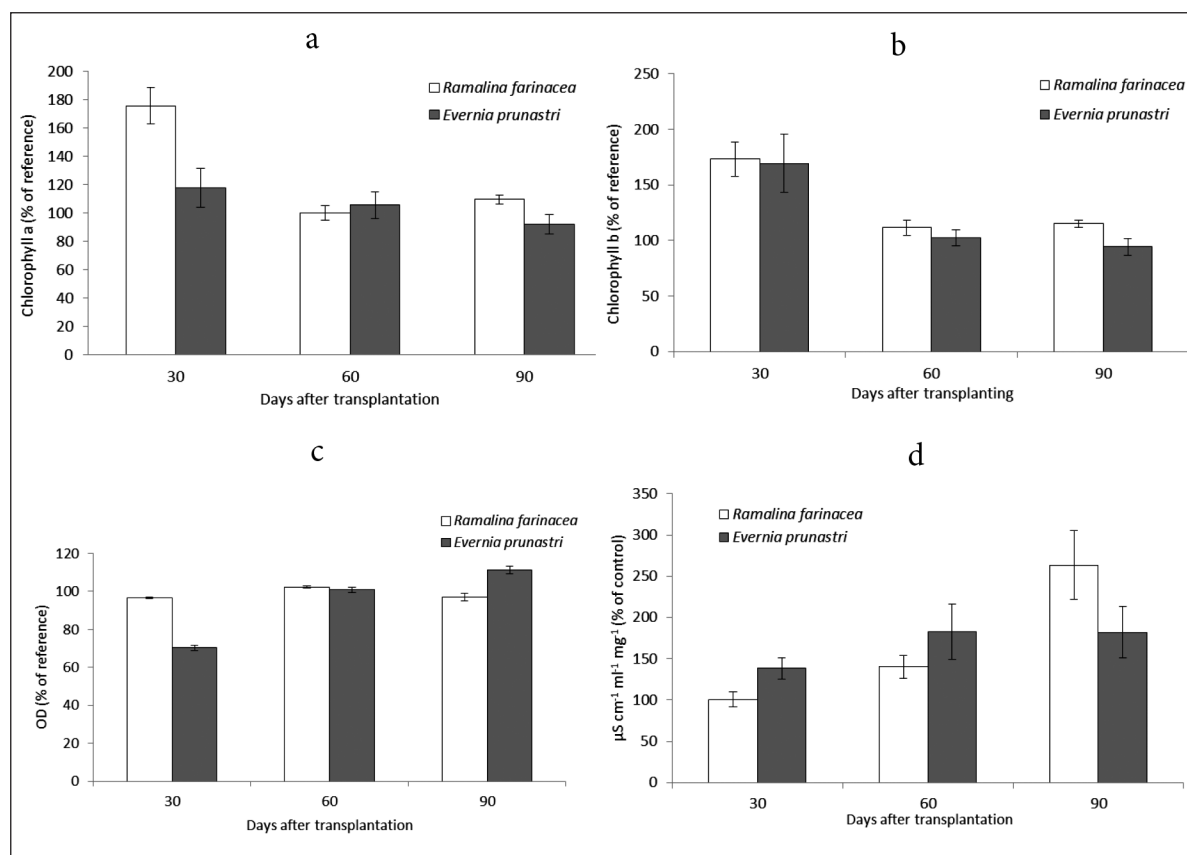 a
200
180
160
140
120
100
80
60
40
20
0
Chlorophyll a (% of reference)
Ramalina farinacea
Evernia prunastri
30 60 90
Days after transplantation
b
250
200
150
100
50
0
Chlorophyll b (% of reference)
Ramalina farinacea
Evernia prunastri
30 60 90
Days after transplanting
c
120
100
80
60
40
20
0
OD (% of reference)
Ramalina farinacea
Evernia prunastri
30 60 90
Days after transplantation
d
350
300
250
200
150
100
50
0
µS cm⁻¹ ml⁻¹ mg⁻¹ (% of control)
Ramalina farinacea
Evernia prunastri
30 60 90
Days after transplantation